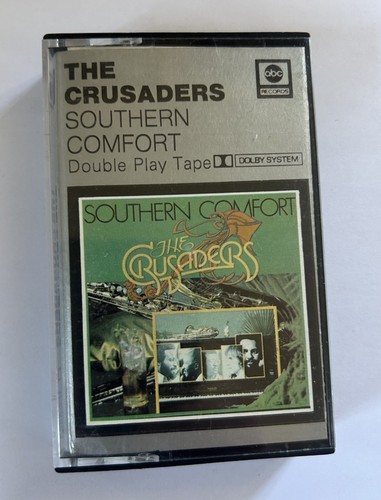 THE
CRUSADERS
SOUTHERN
COMFORT
Double Play Tape DOLBY SYSTEM
abc
RECORDS
SOUTHERN COMFORT
THE
CRUSADERS